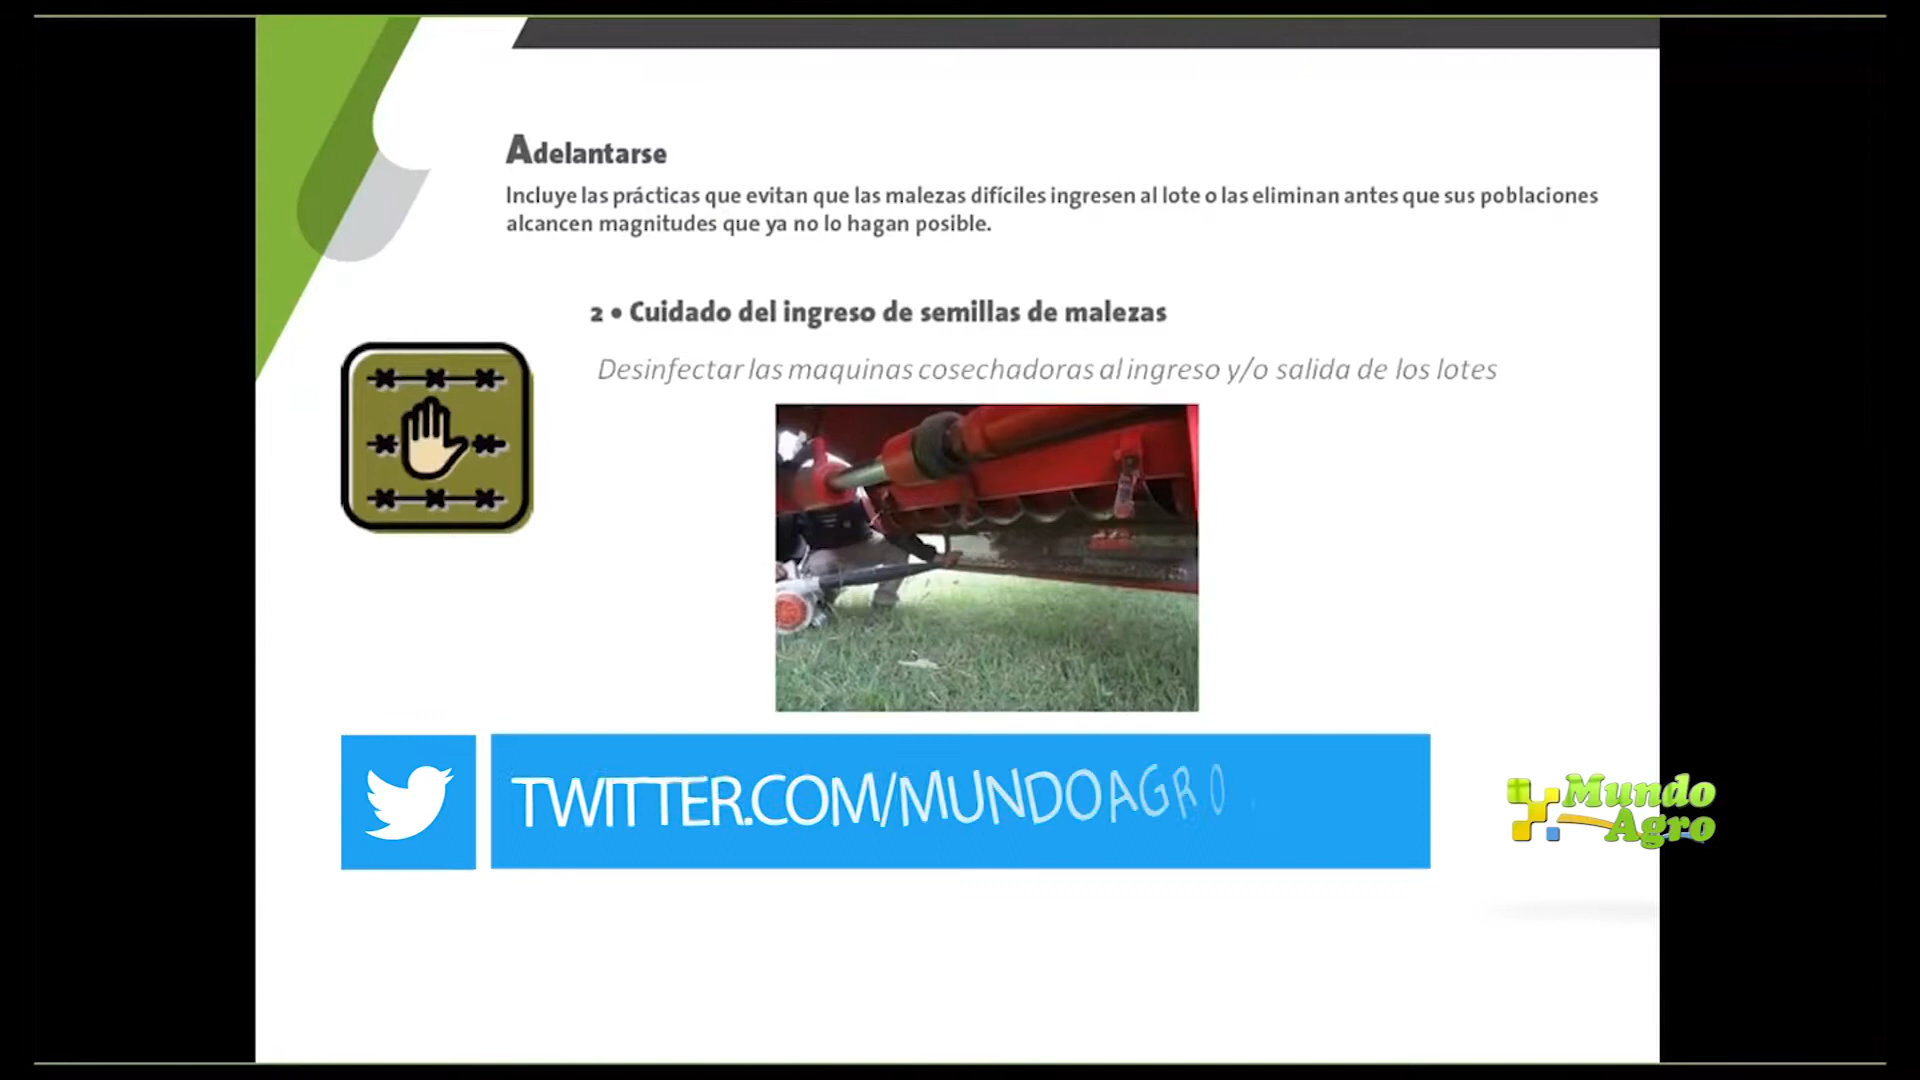 Adelantarse
Incluye las prácticas que evitan que las malezas difíciles ingresen al lote o las eliminan antes que sus poblaciones
alcancen magnitudes que ya no lo hagan posible.
2 • Cuidado del ingreso de semillas de malezas
Desinfectar las maquinas cosechadoras al ingreso y/o salida de los lotes
TWITTER.COM/MUNDOAGRO
Mundo
Agro